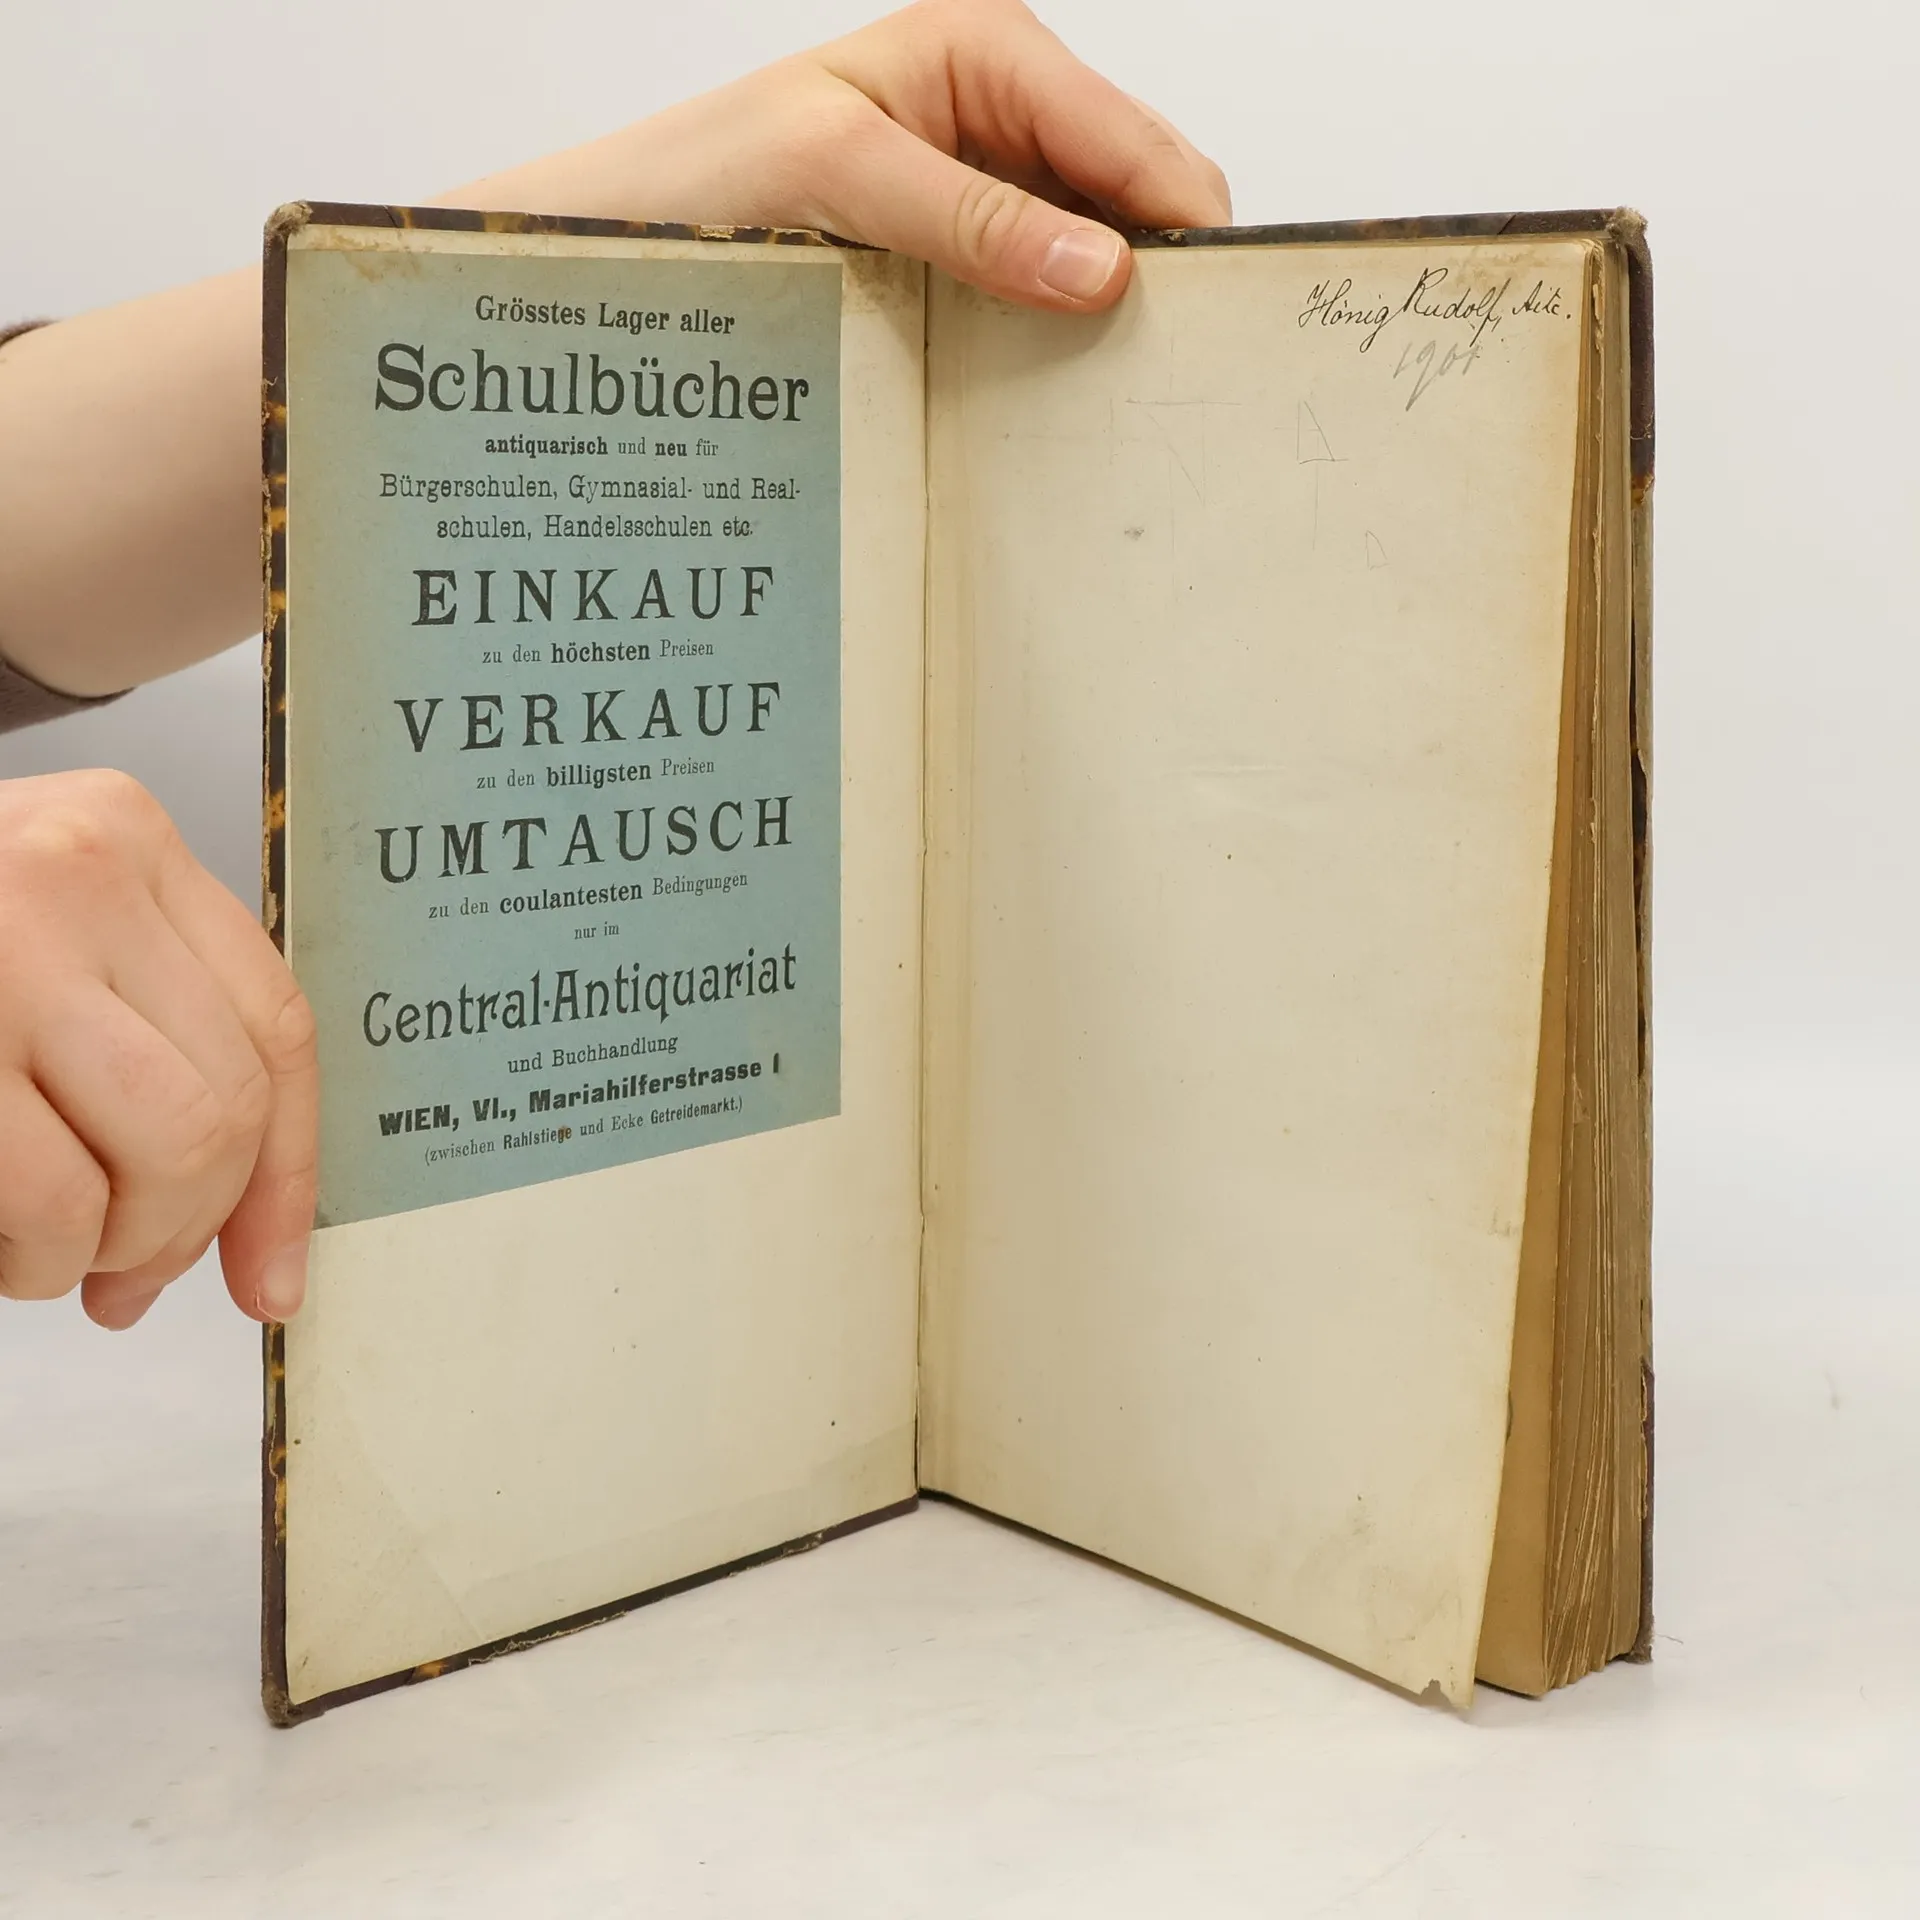 Grösstes Lager aller
Schulbücher
antiquarisch und neu für
Bürgerschulen, Gymnasial- und Real-
schulen, Handelsschulen etc.
EINKAUF
zu den höchsten Preisen
VERKAUF
zu den billigsten Preisen
UMTAUSCH
zu den coulantesten Bedingungen
nur im
Central-Antiquariat
und Buchhandlung
WIEN, VI., Mariahilferstrasse 1
(zwischen Rahlstiege und Ecke Getreidemarkt.)
Hönig Rudolf,
1901